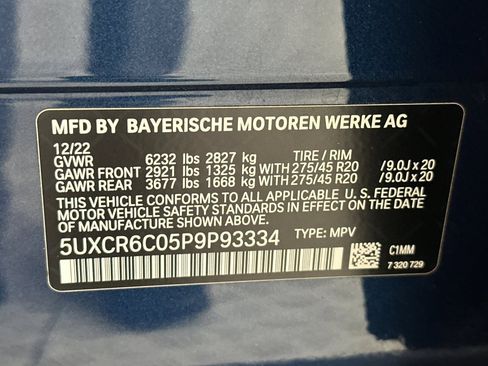 MFD BY BAYERISCHE MOTOREN WERKE AG
12/22
GVWR 6232 lbs 2827 kg TIRE / RIM
GAWR FRONT 2921 lbs 1325 kg WITH 275/45 R20 /9.0J x 20
GAWR REAR 3677 lbs 1668 kg WITH 275/45 R20 /9.0J x 20
THIS VEHICLE CONFORMS TO ALL APPLICABLE U. S. FEDERAL
MOTOR VEHICLE SAFETY STANDARDS IN EFFECT ON THE DATE
OF MANUFACTURE SHOWN ABOVE.
5UXCR6C05P9P93334 TYPE: MPV
C1MM
7 320 729